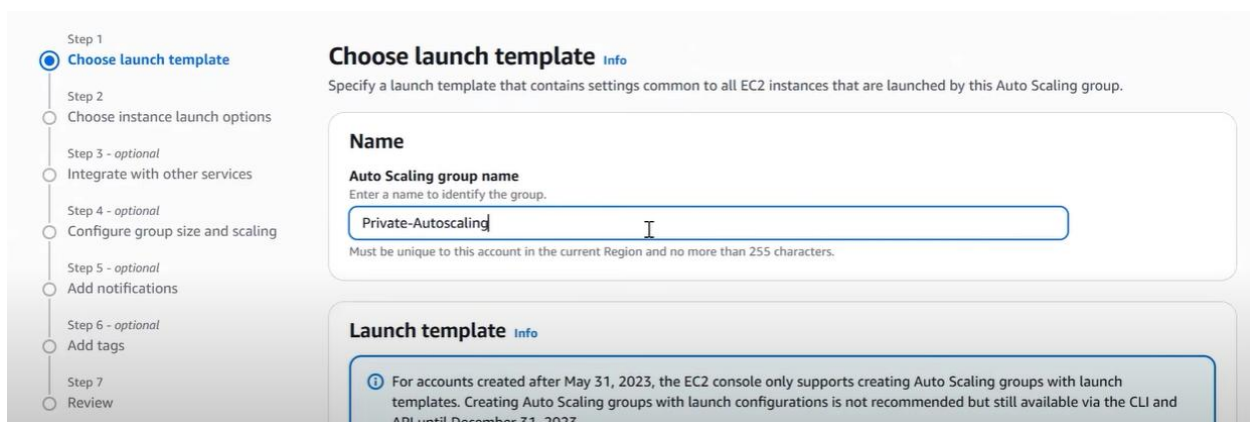 Step 1
Choose launch template
Step 2
Choose instance launch options
Step 3 - optional
Integrate with other services
Step 4 - optional
Configure group size and scaling
Step 5 - optional
Add notifications
Step 6 - optional
Add tags
Step 7
Review
Choose launch template Info
Specify a launch template that contains settings common to all EC2 instances that are launched by this Auto Scaling group.
Name
Auto Scaling group name
Enter a name to identify the group.
Private-Autoscaling
Must be unique to this account in the current Region and no more than 255 characters.
Launch template Info
For accounts created after May 31, 2023, the EC2 console only supports creating Auto Scaling groups with launch
templates. Creating Auto Scaling groups with launch configurations is not recommended but still available via the CLI and
API until December 31, 2023.